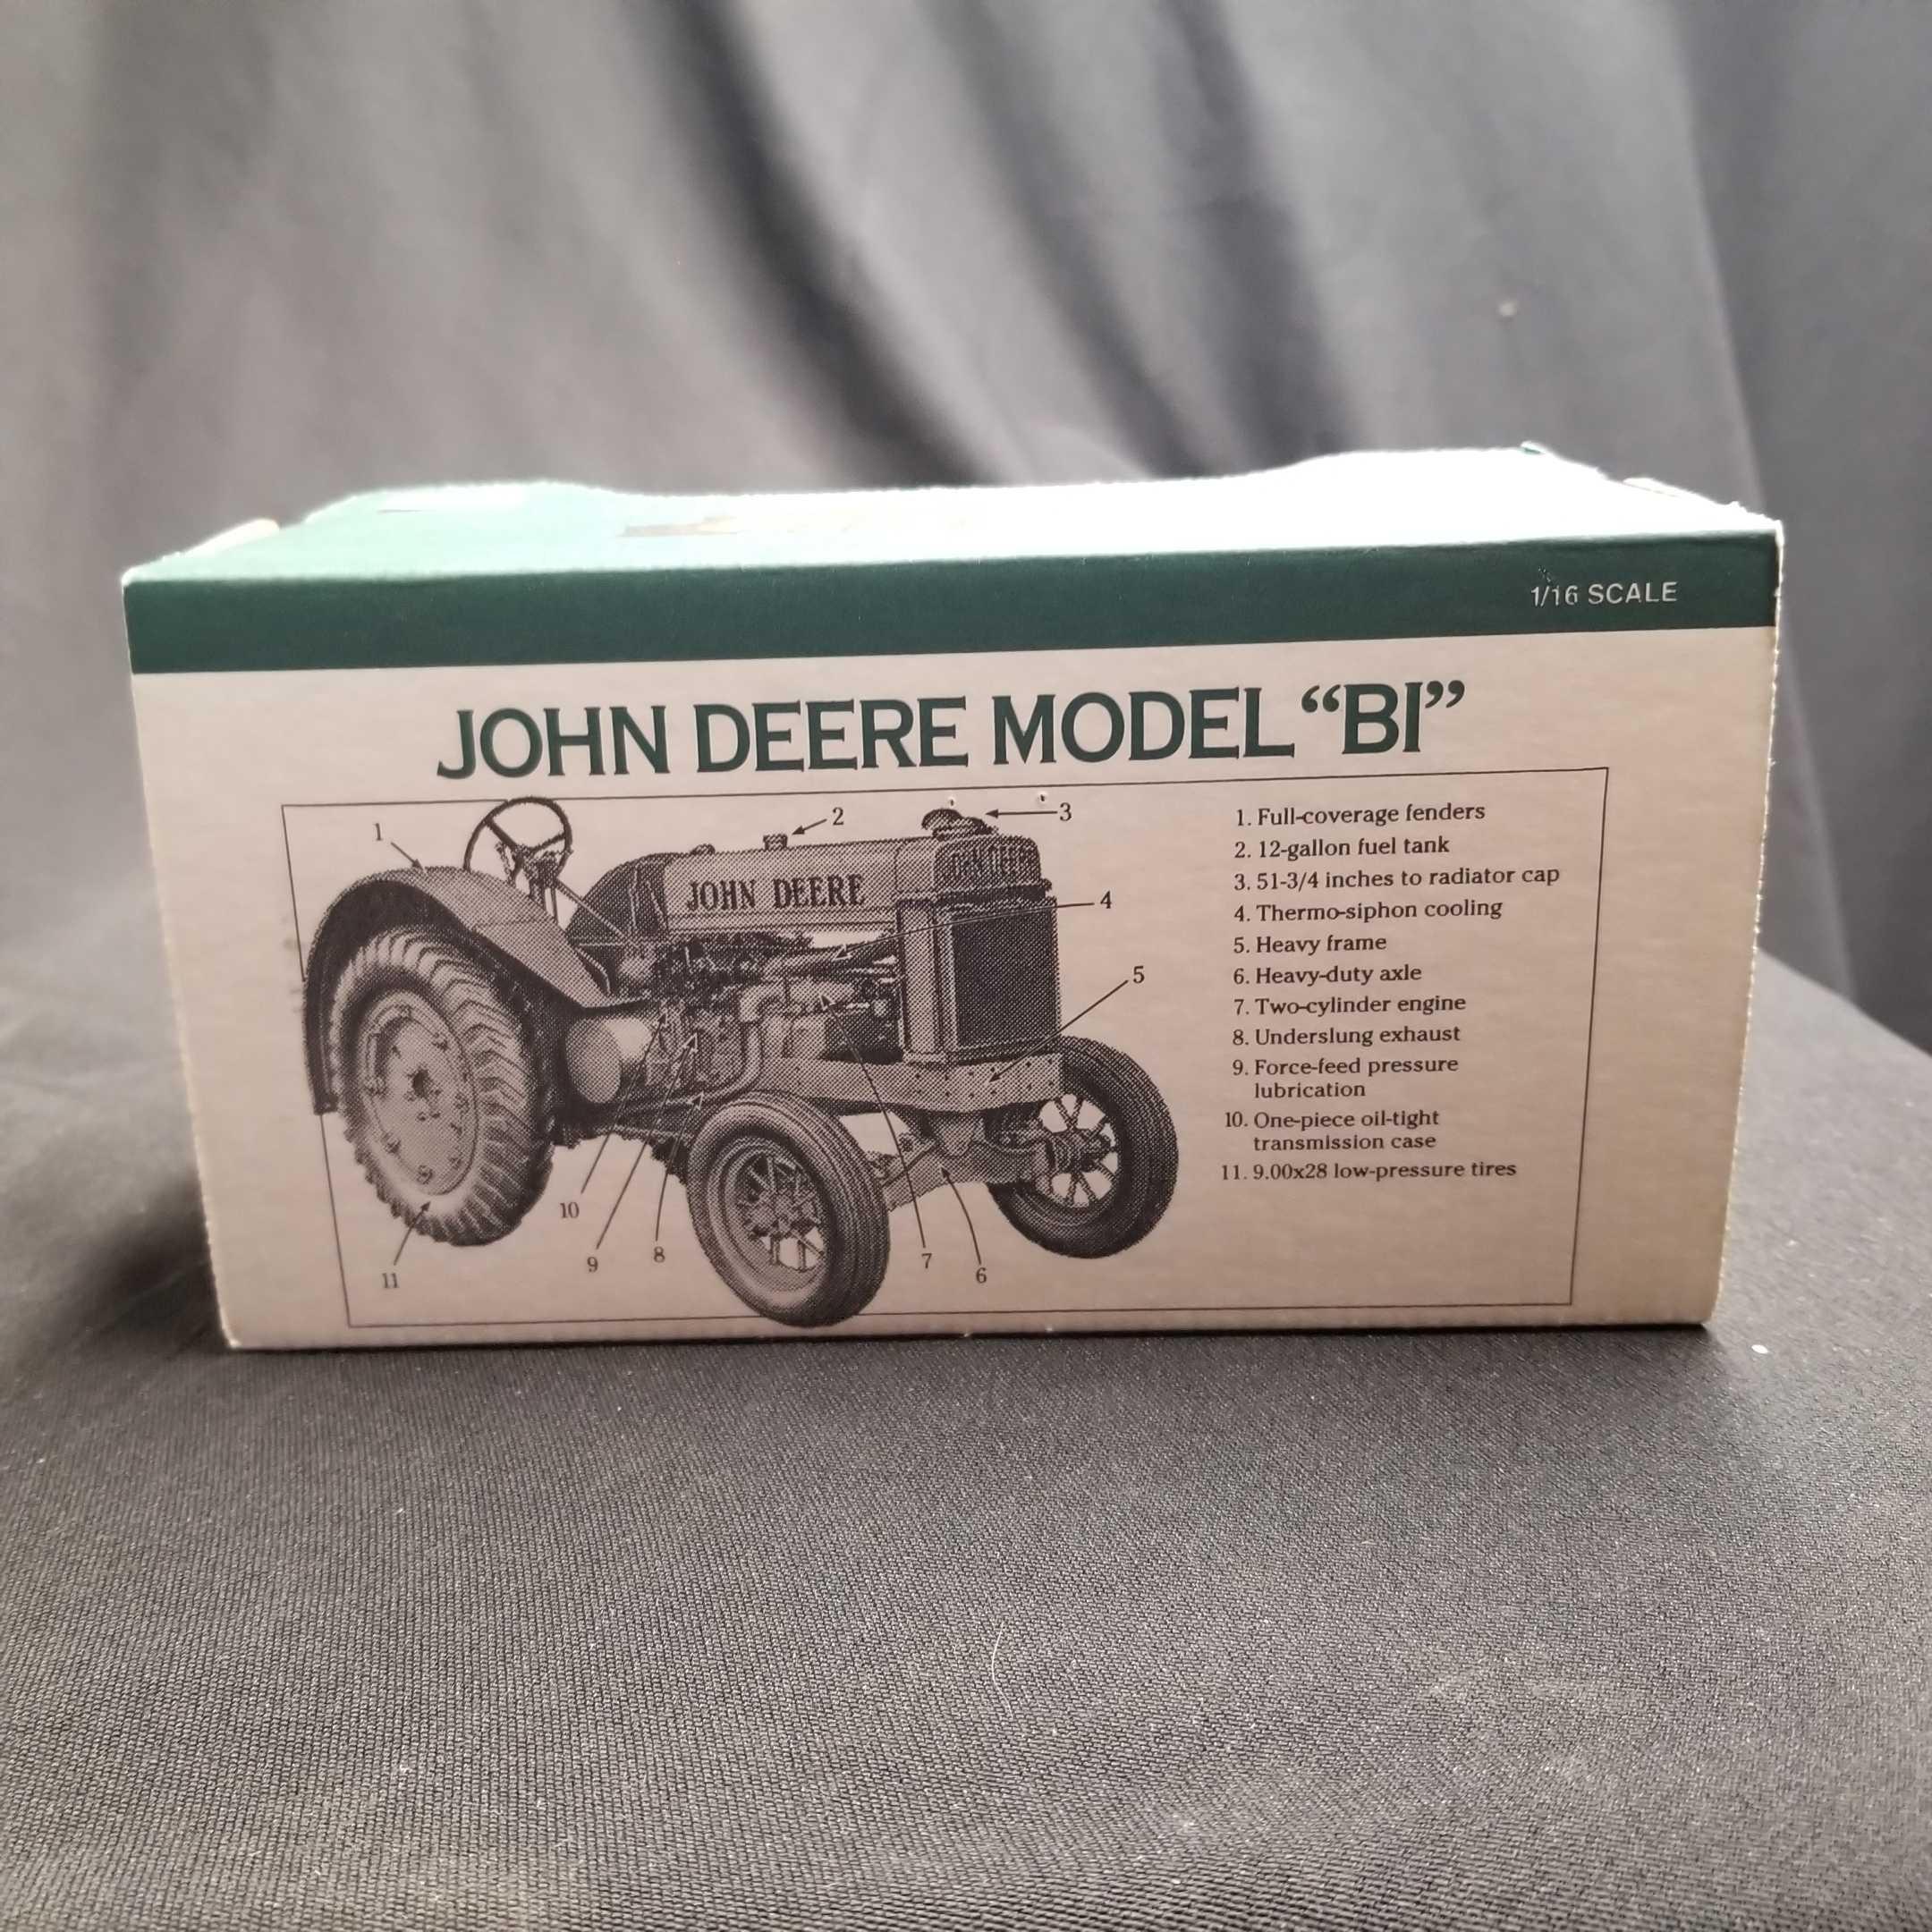 1/16 SCALE
JOHN DEERE MODEL “BI”
1
2
3
JOHN DEERE
JOHN DEERE
4
5
10
9
8
7
6
11
1. Full-coverage fenders
2. 12-gallon fuel tank
3. 51-3/4 inches to radiator cap
4. Thermo-siphon cooling
5. Heavy frame
6. Heavy-duty axle
7. Two-cylinder engine
8. Underslung exhaust
9. Force-feed pressure
lubrication
10. One-piece oil-tight
transmission case
11. 9.00x28 low-pressure tires